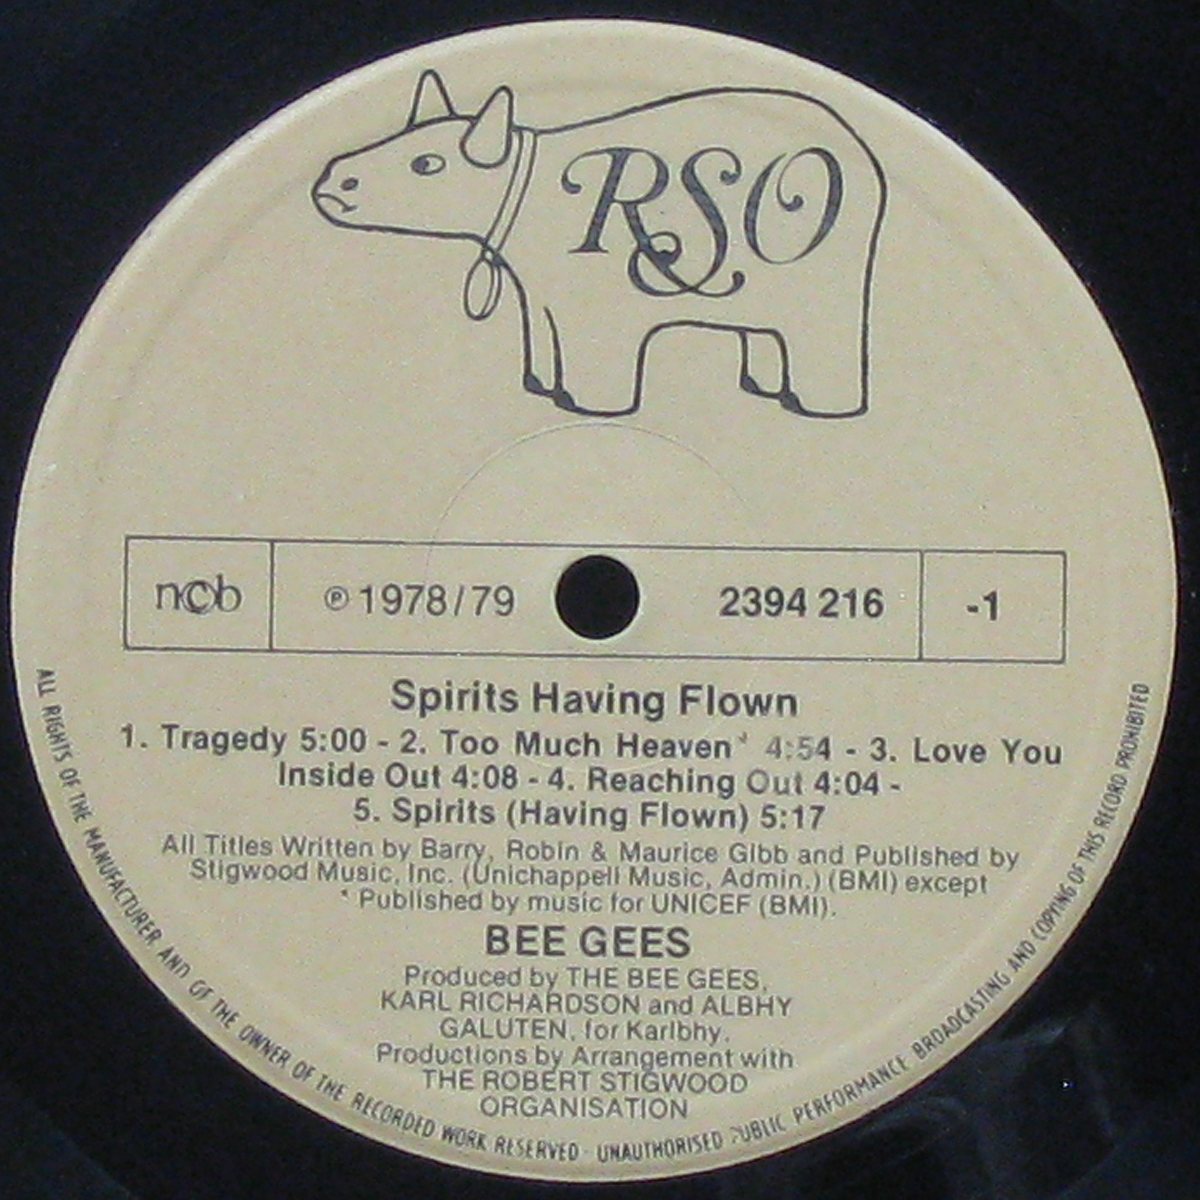 RSO
ncb
℗ 1978/79
2394 216
-1
Spirits Having Flown
1. Tragedy 5:00 - 2. Too Much Heaven* 4:54 - 3. Love You
Inside Out 4:08 - 4. Reaching Out 4:04 -
5. Spirits (Having Flown) 5:17
All Titles Written by Barry, Robin & Maurice Gibb and Published by
Stigwood Music, Inc. (Unichappell Music, Admin.) (BMI) except
* Published by music for UNICEF (BMI).
BEE GEES
Produced by THE BEE GEES,
KARL RICHARDSON and ALBHY
GALUTEN, for Karlbhy.
Productions by Arrangement with
THE ROBERT STIGWOOD
ORGANISATION
ALL RIGHTS OF THE MANUFACTURER AND OF THE OWNER OF THE RECORDED WORK RESERVED - UNAUTHORISED PUBLIC PERFORMANCE BROADCASTING AND COPYING OF THIS RECORD PROHIBITED